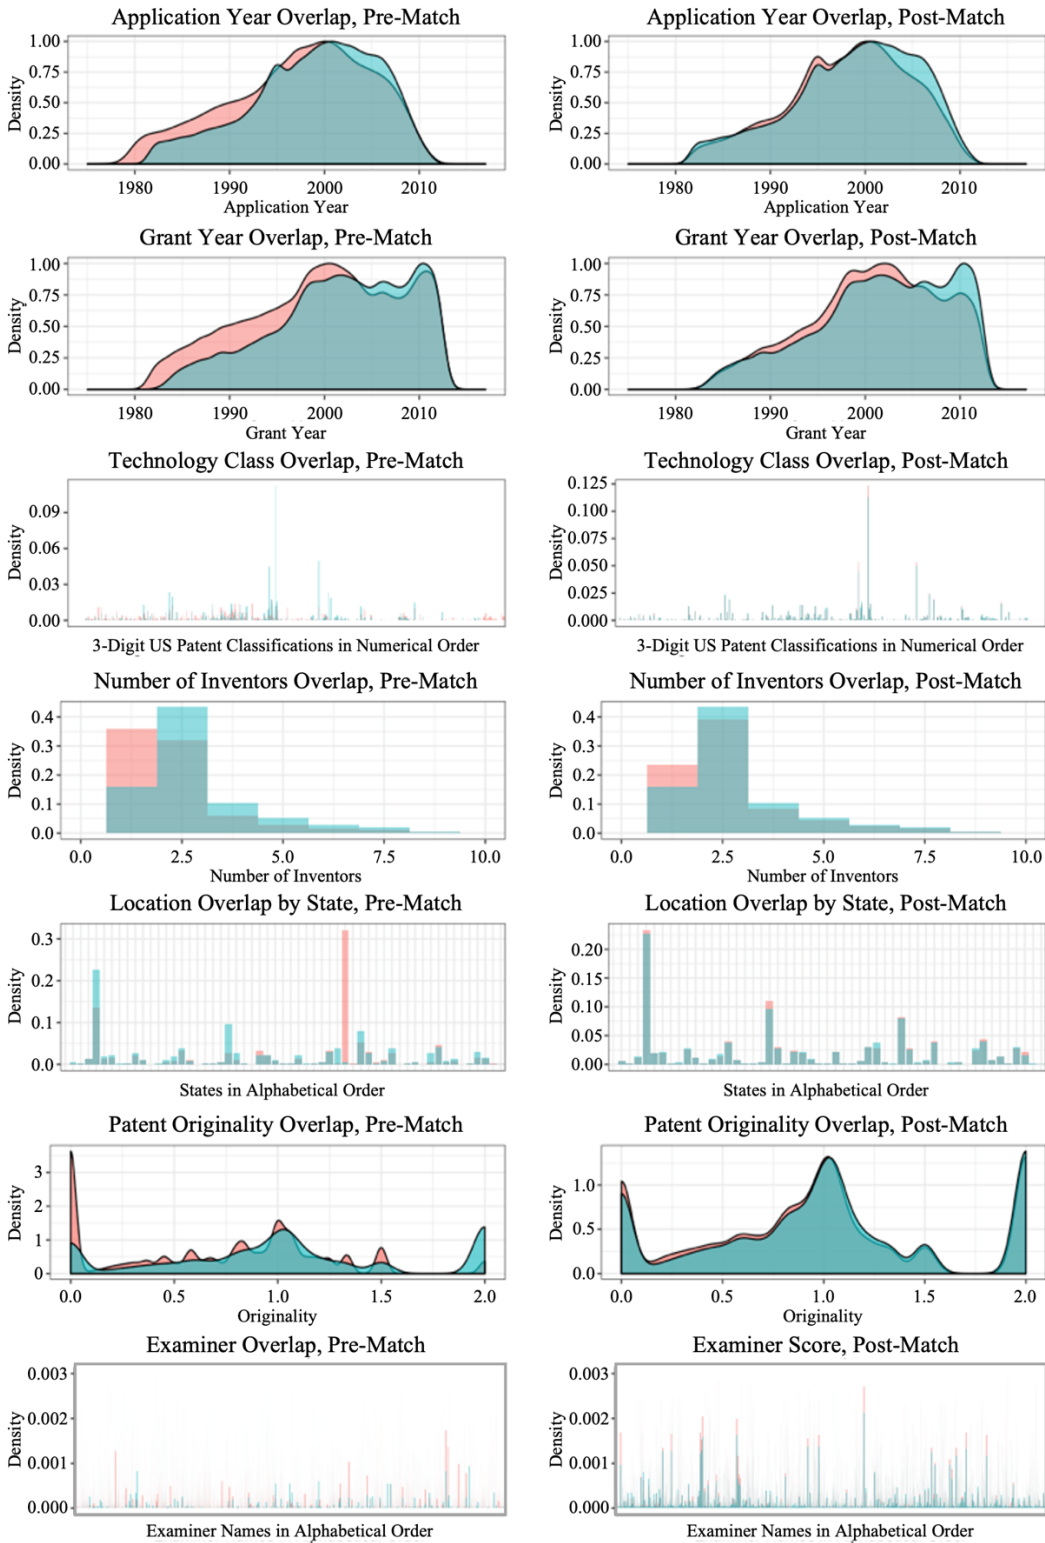 Application Year Overlap, Pre-Match
Density
1.00
0.75
0.50
0.25
0.00
1980 1990 2000 2010
Application Year
Application Year Overlap, Post-Match
Density
1.00
0.75
0.50
0.25
0.00
1980 1990 2000 2010
Application Year
Grant Year Overlap, Pre-Match
Density
1.00
0.75
0.50
0.25
0.00
1980 1990 2000 2010
Grant Year
Grant Year Overlap, Post-Match
Density
1.00
0.75
0.50
0.25
0.00
1980 1990 2000 2010
Grant Year
Technology Class Overlap, Pre-Match
Density
0.09
0.06
0.03
0.00
3-Digit US Patent Classifications in Numerical Order
Technology Class Overlap, Post-Match
Density
0.125
0.100
0.075
0.050
0.025
0.000
3-Digit US Patent Classifications in Numerical Order
Number of Inventors Overlap, Pre-Match
Density
0.4
0.3
0.2
0.1
0.0
0.0 2.5 5.0 7.5 10.0
Number of Inventors
Number of Inventors Overlap, Post-Match
Density
0.4
0.3
0.2
0.1
0.0
0.0 2.5 5.0 7.5 10.0
Number of Inventors
Location Overlap by State, Pre-Match
Density
0.3
0.2
0.1
0.0
States in Alphabetical Order
Location Overlap by State, Post-Match
Density
0.20
0.15
0.10
0.05
0.00
States in Alphabetical Order
Patent Originality Overlap, Pre-Match
Density
3
2
1
0
0.0 0.5 1.0 1.5 2.0
Originality
Patent Originality Overlap, Post-Match
Density
1.0
0.5
0.0
0.0 0.5 1.0 1.5 2.0
Originality
Examiner Overlap, Pre-Match
Density
0.003
0.002
0.001
0.000
Examiner Names in Alphabetical Order
Examiner Score, Post-Match
Density
0.003
0.002
0.001
0.000
Examiner Names in Alphabetical Order